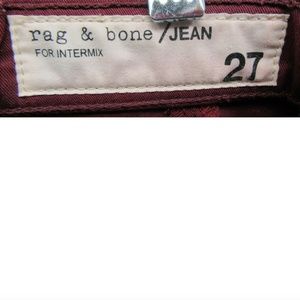 rag & bone/JEAN
FOR INTERMIX
27